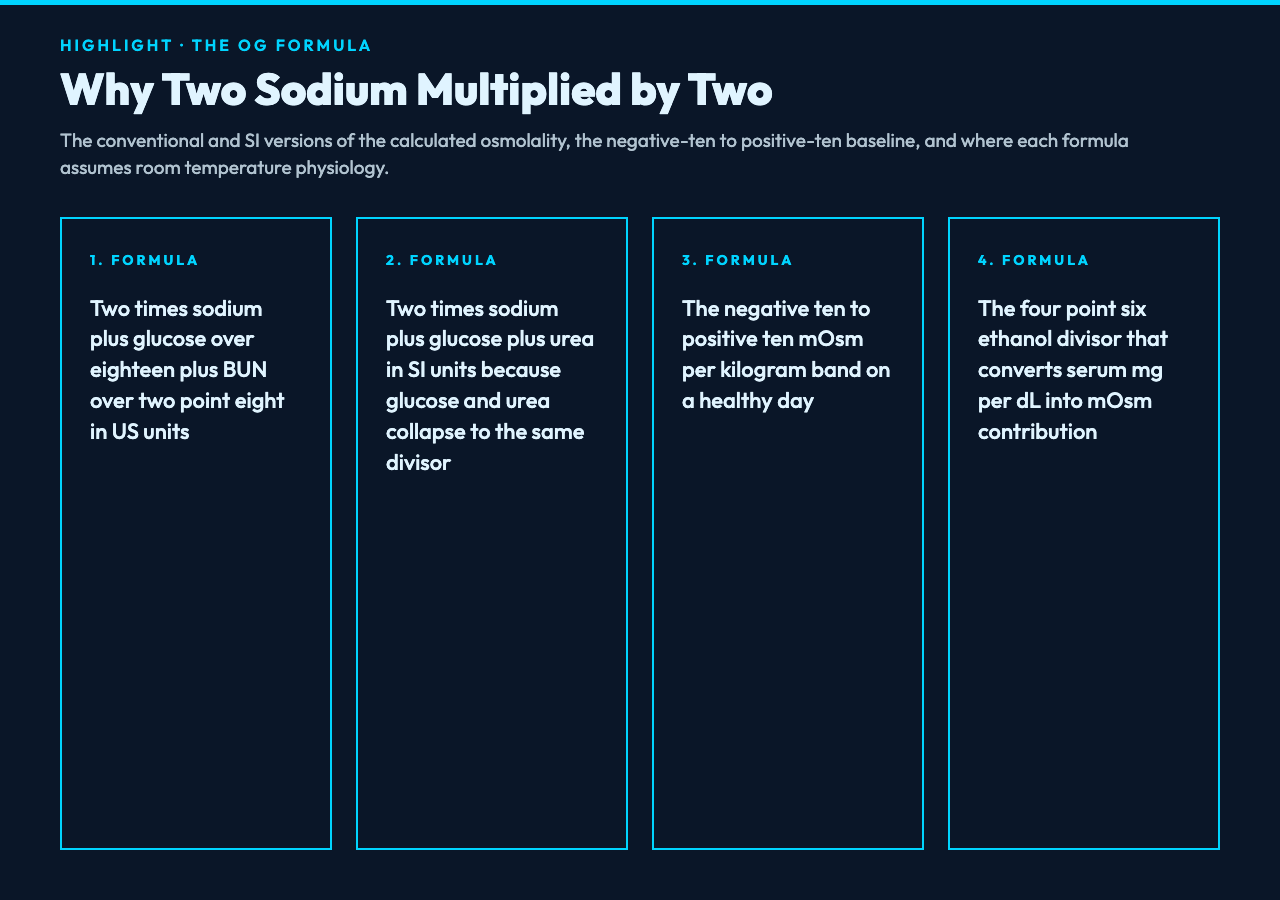 HIGHLIGHT · THE OG FORMULA
Why Two Sodium Multiplied by Two
The conventional and SI versions of the calculated osmolality, the negative-ten to positive-ten baseline, and where each formula
assumes room temperature physiology.
1. FORMULA
Two times sodium
plus glucose over
eighteen plus BUN
over two point eight
in US units
2. FORMULA
Two times sodium
plus glucose plus urea
in SI units because
glucose and urea
collapse to the same
divisor
3. FORMULA
The negative ten to
positive ten mOsm
per kilogram band on
a healthy day
4. FORMULA
The four point six
ethanol divisor that
converts serum mg
per dL into mOsm
contribution